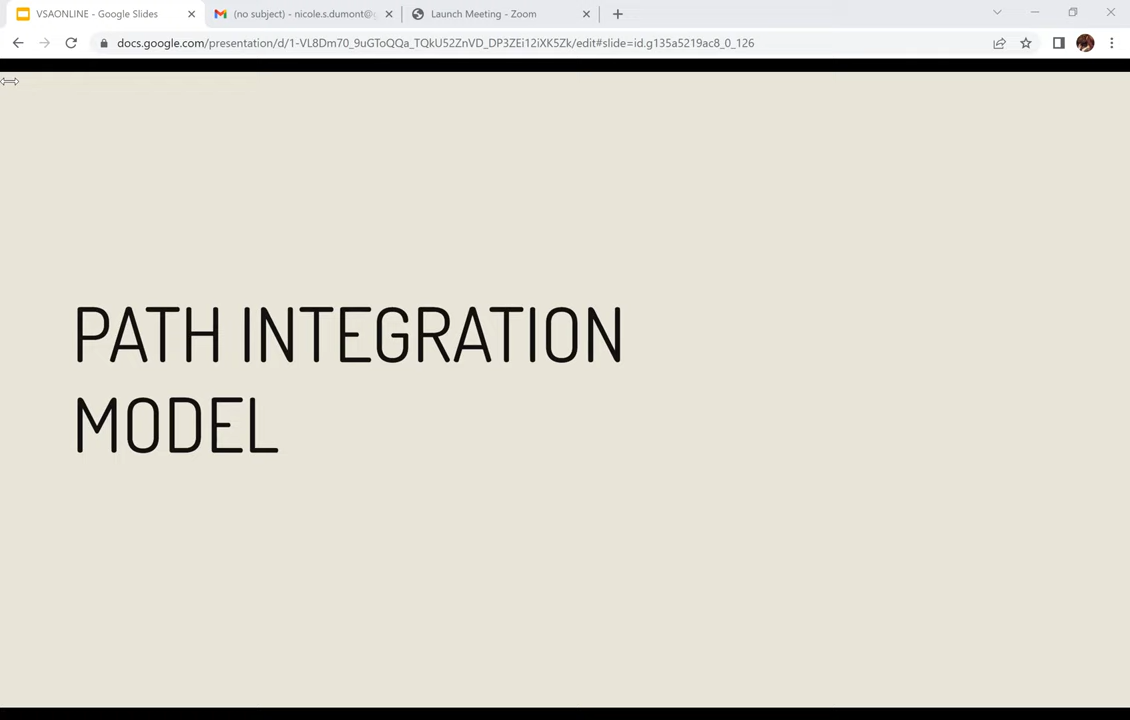 VSAONLINE - Google Slides
(no subject) - nicole.s.dumont@g
Launch Meeting - Zoom
docs.google.com/presentation/d/1-VL8Dm70_9uGToQQa_TQkU52ZnVD_DP3ZEi12iXK5Zk/edit#slide=id.g135a5219ac8_0_126
PATH INTEGRATION
MODEL